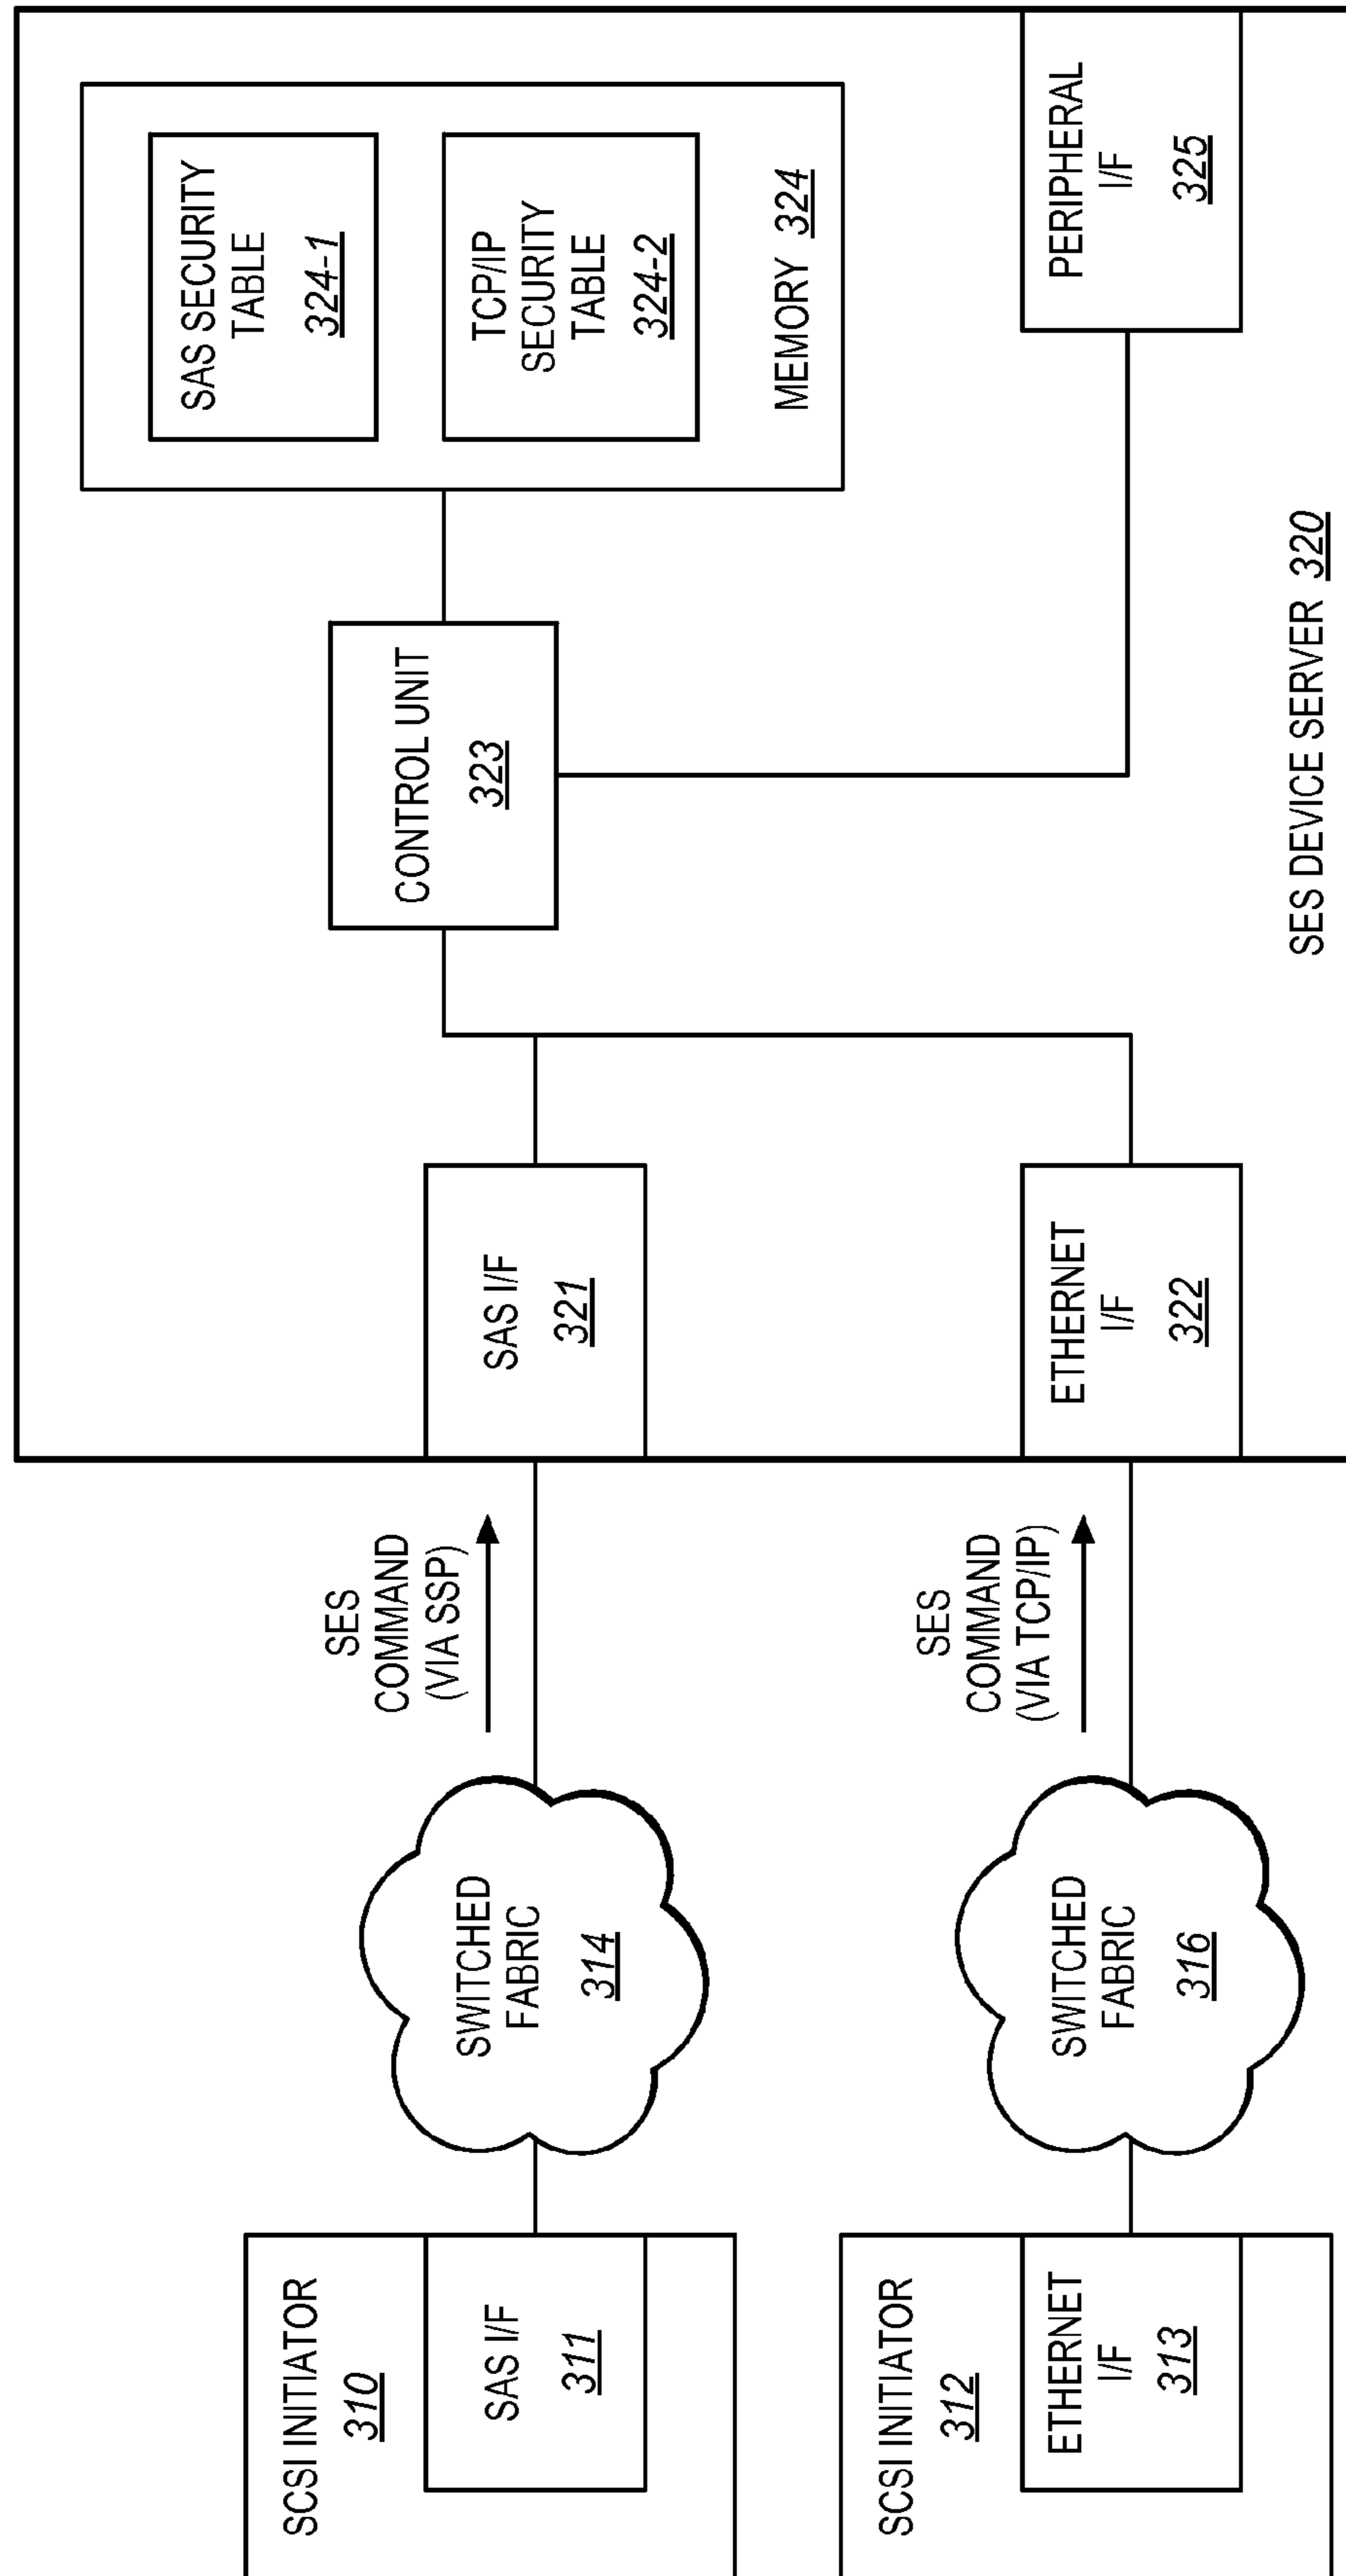 SCSI INITIATOR
310
SAS I/F
311
SWITCHED
FABRIC
314
SES
COMMAND
(VIA SSP)
SCSI INITIATOR
312
ETHERNET
I/F
313
SWITCHED
FABRIC
316
SES
COMMAND
(VIA TCP/IP)
SAS I/F
321
ETHERNET
I/F
322
CONTROL UNIT
323
SAS SECURITY
TABLE
324-1
TCP/IP
SECURITY
TABLE
324-2
MEMORY 324
PERIPHERAL
I/F
325
SES DEVICE SERVER 320